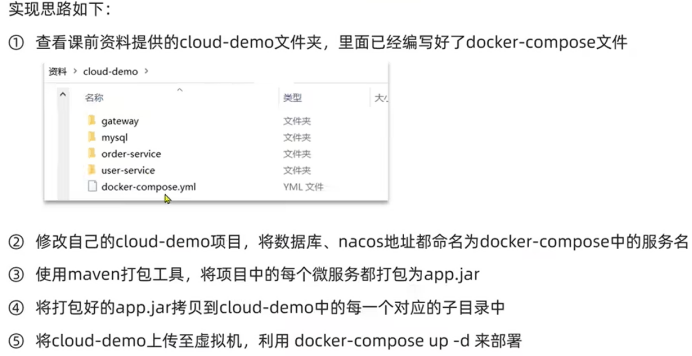 实现思路如下：
① 查看课前资料提供的cloud-demo文件夹，里面已经编写好了docker-compose文件
资料 > cloud-demo >
名称 类型 大小
gateway 文件夹
mysql 文件夹
order-service 文件夹
user-service 文件夹
docker-compose.yml YML 文件
② 修改自己的cloud-demo项目，将数据库、nacos地址都命名为docker-compose中的服务名
③ 使用maven打包工具，将项目中的每个微服务都打包为app.jar
④ 将打包好的app.jar拷贝到cloud-demo中的每一个对应的子目录中
⑤ 将cloud-demo上传至虚拟机，利用 docker-compose up -d 来部署